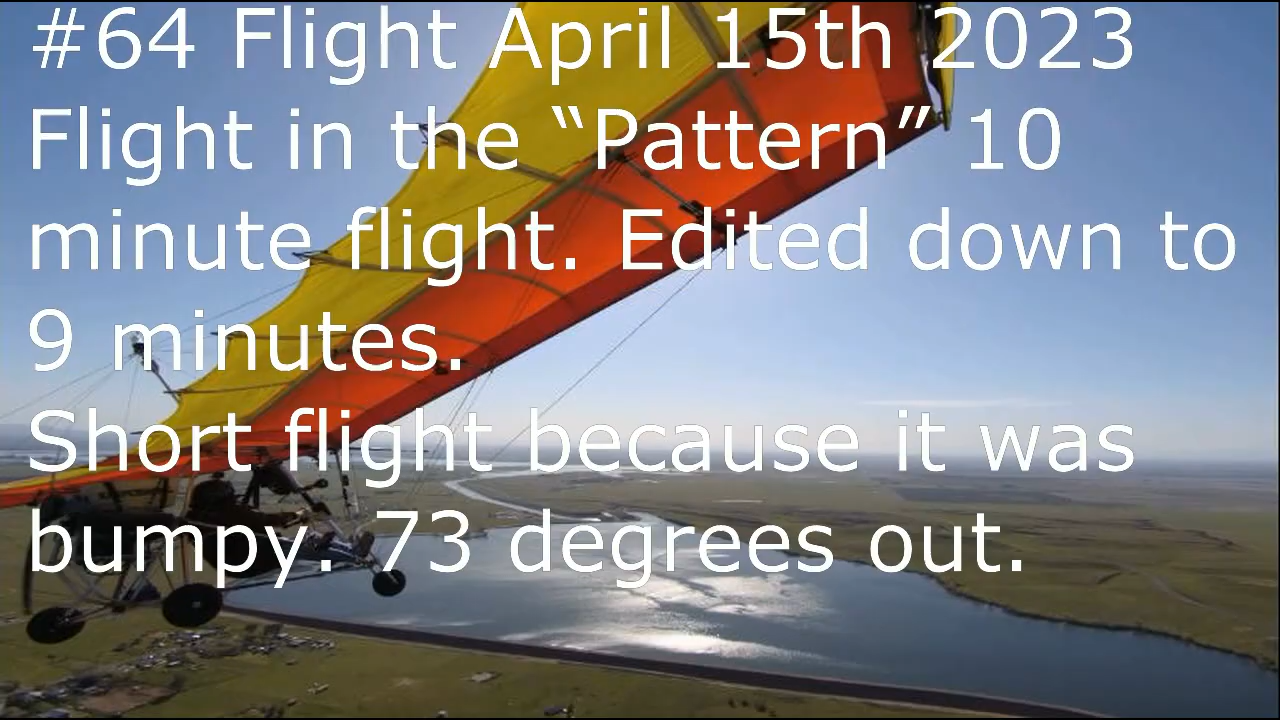 #64 Flight April 15th 2023
Flight in the “Pattern” 10
minute flight. Edited down to
9 minutes.
Short flight because it was
bumpy. 73 degrees out.